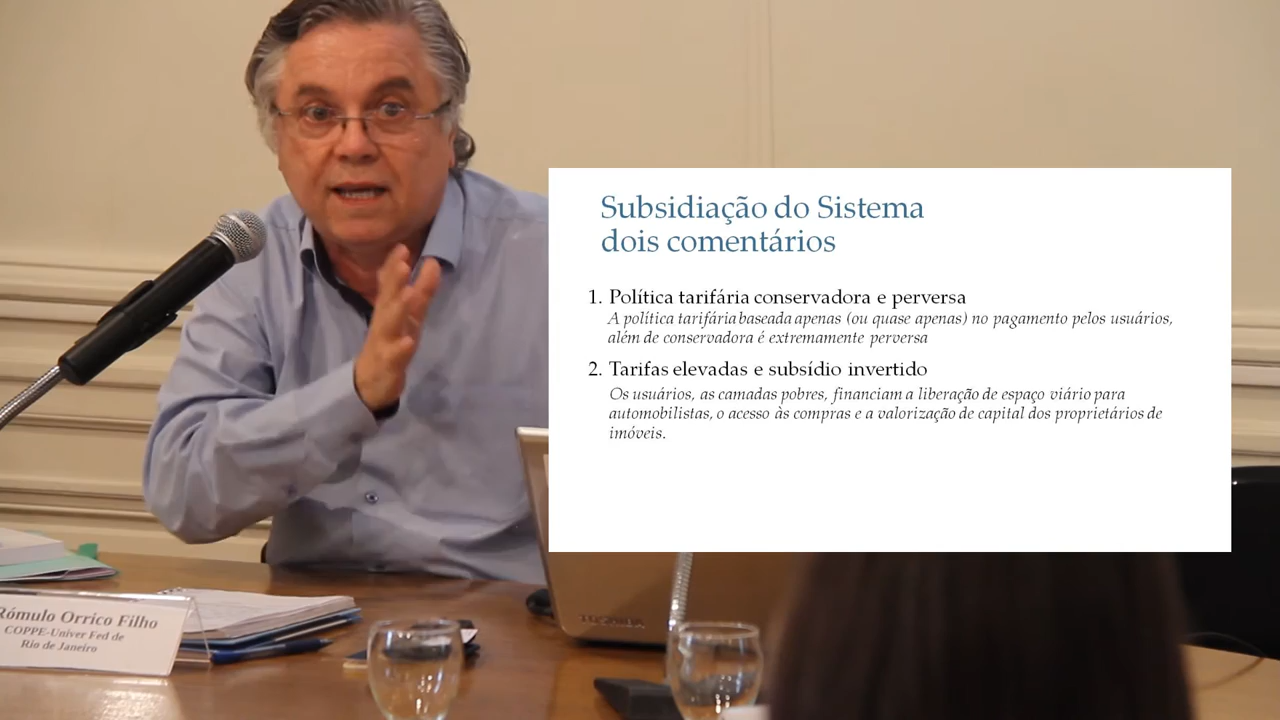 Subsidiação do Sistema
dois comentários
1. Política tarifária conservadora e perversa
A política tarifária baseada apenas (ou quase apenas) no pagamento pelos usuários,
além de conservadora é extremamente perversa
2. Tarifas elevadas e subsídio invertido
Os usuários, as camadas pobres, financiam a liberação de espaço viário para
automobilistas, o acesso às compras e a valorização de capital dos proprietários de
imóveis.
TOSHIBA
Rómulo Orrico Filho
COPPE-Univer Fed de
Rio de Janeiro